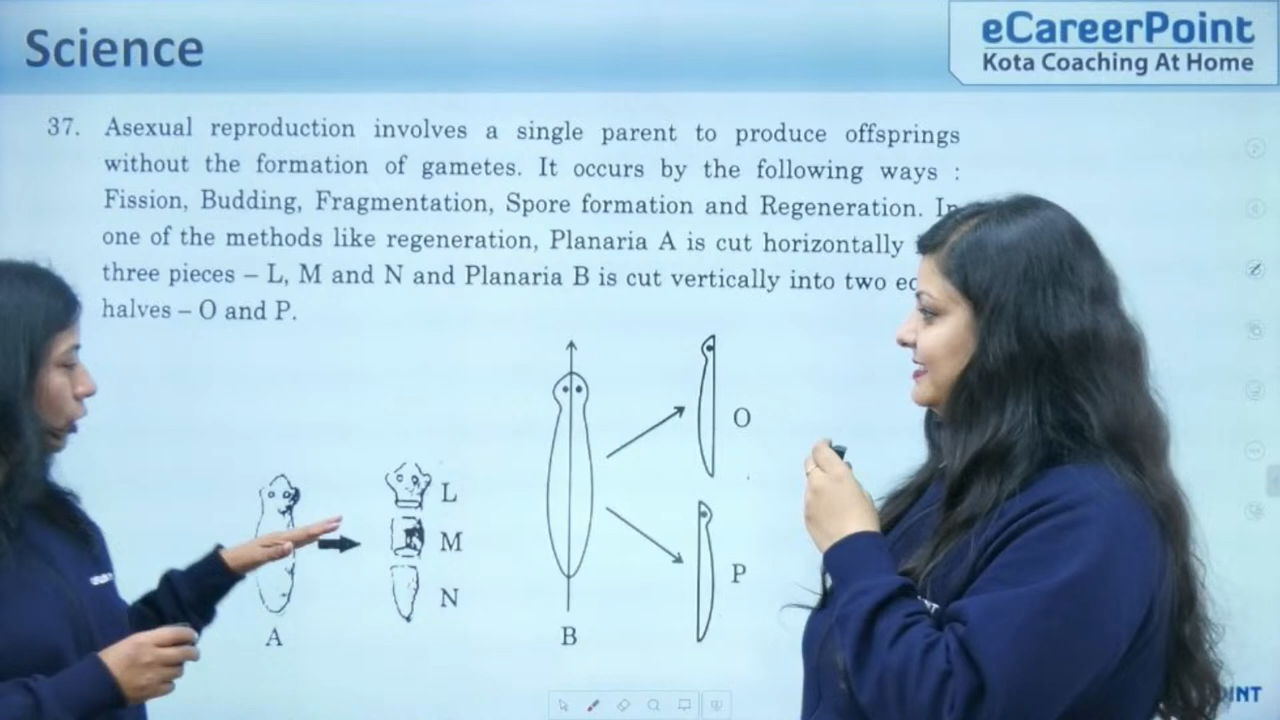 Science
eCareerPoint
Kota Coaching At Home
37. Asexual reproduction involves a single parent to produce offsprings
without the formation of gametes. It occurs by the following ways :
Fission, Budding, Fragmentation, Spore formation and Regeneration. In
one of the methods like regeneration, Planaria A is cut horizontally
three pieces – L, M and N and Planaria B is cut vertically into two
halves – O and P.
O
L
M
P
N
A
B